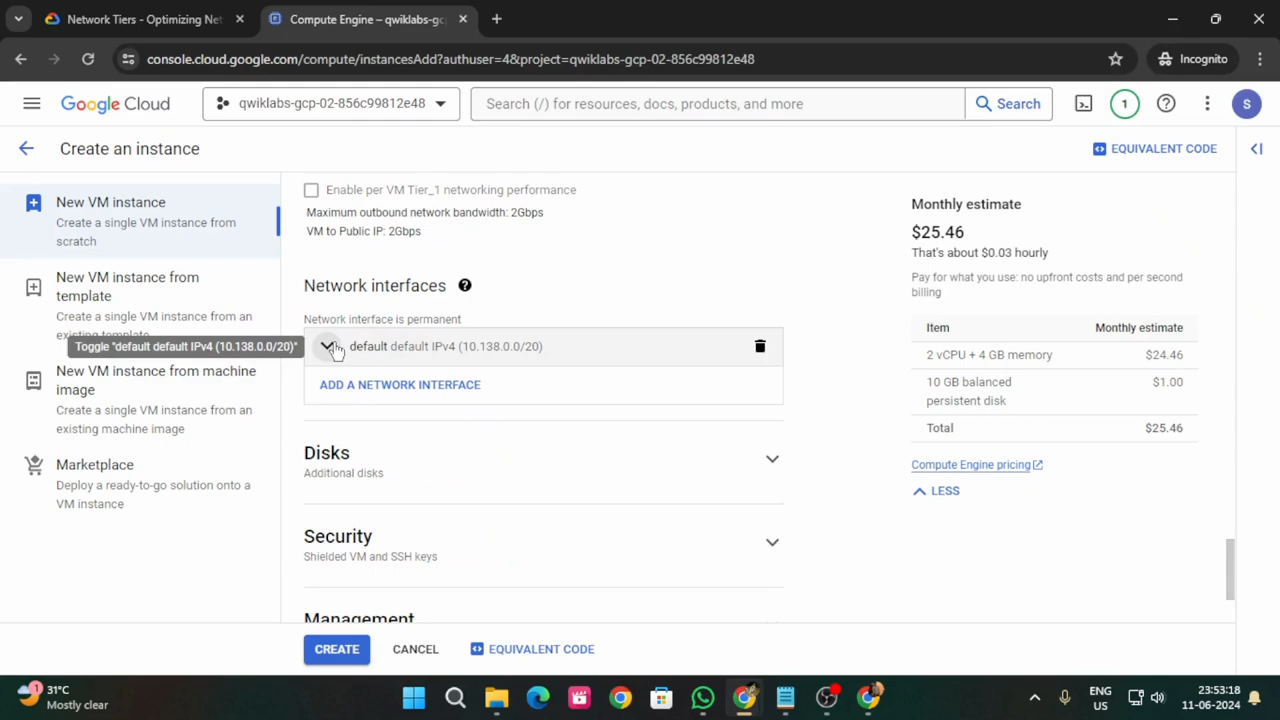 Network Tiers - Optimizing Net
Compute Engine – qwiklabs-gc
console.cloud.google.com/compute/instancesAdd?authuser=4&project=qwiklabs-gcp-02-856c99812e48
Incognito
Google Cloud
qwiklabs-gcp-02-856c99812e48
Search (/) for resources, docs, products, and more
Search
1
S
Create an instance
EQUIVALENT CODE
New VM instance
Create a single VM instance from
scratch
New VM instance from
template
Create a single VM instance from an
existing template
Toggle "default default IPv4 (10.138.0.0/20)"
New VM instance from machine
image
Create a single VM instance from an
existing machine image
Marketplace
Deploy a ready-to-go solution onto a
VM instance
Enable per VM Tier_1 networking performance
Maximum outbound network bandwidth: 2Gbps
VM to Public IP: 2Gbps
Network interfaces
Network interface is permanent
default default IPv4 (10.138.0.0/20)
ADD A NETWORK INTERFACE
Disks
Additional disks
Security
Shielded VM and SSH keys
Management
CREATE
CANCEL
EQUIVALENT CODE
Monthly estimate
$25.46
That's about $0.03 hourly
Pay for what you use: no upfront costs and per second
billing
Item Monthly estimate
2 vCPU + 4 GB memory $24.46
10 GB balanced
persistent disk $1.00
Total $25.46
Compute Engine pricing
LESS
1
31°C
Mostly clear
ENG
US
23:53:18
11-06-2024